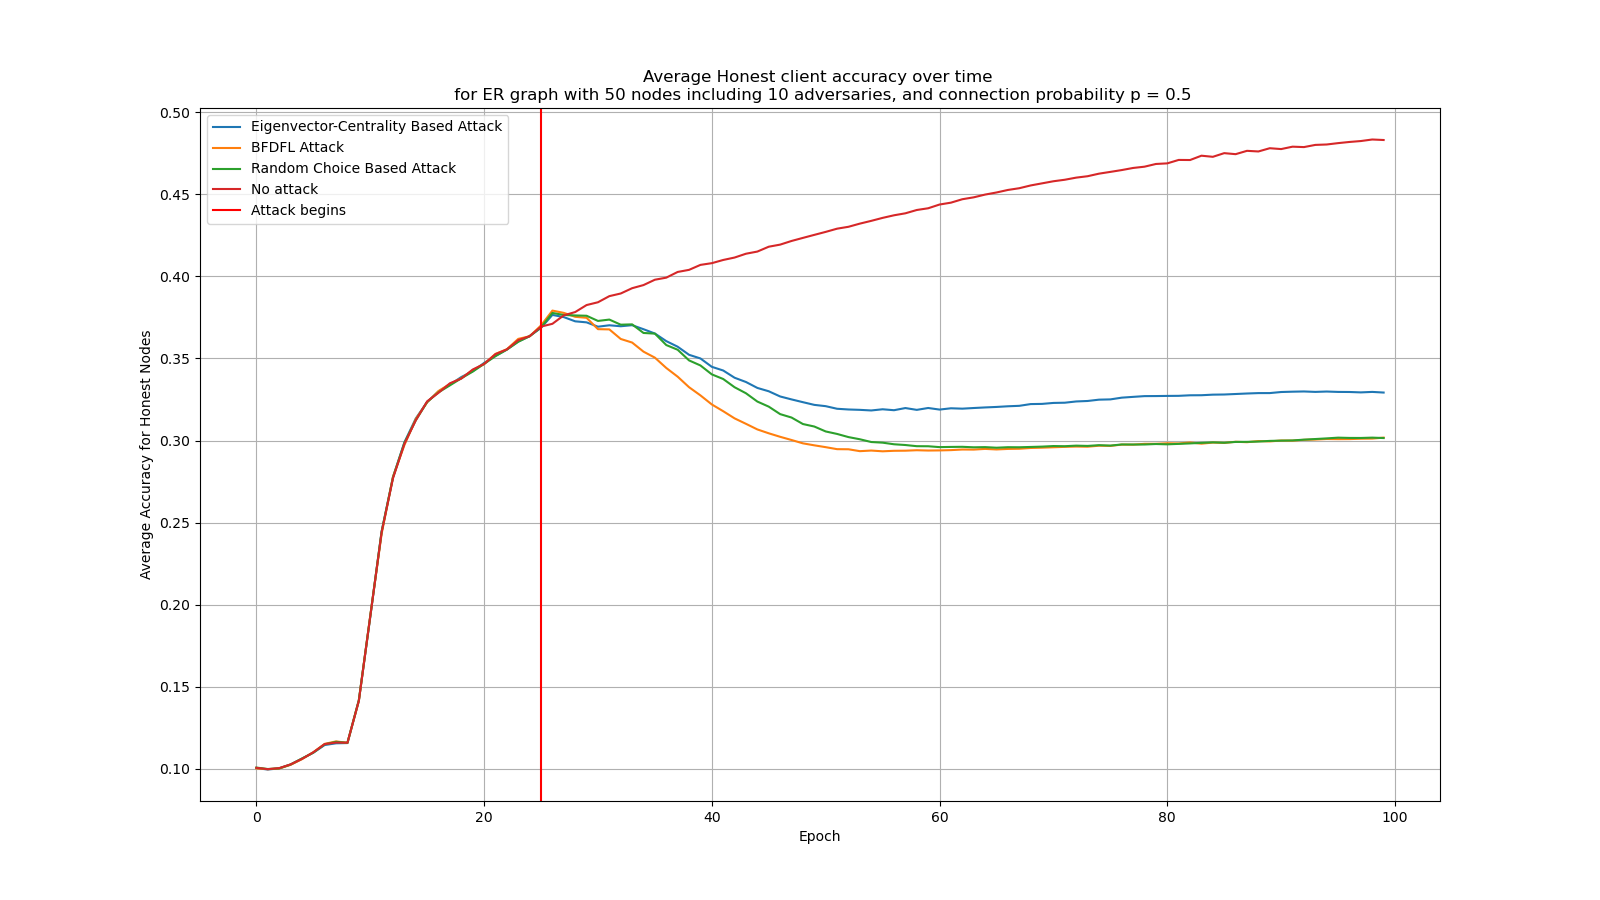 Average Honest client accuracy over time
for ER graph with 50 nodes including 10 adversaries, and connection probability p = 0.5
Eigenvector-Centrality Based Attack
BFDFL Attack
Random Choice Based Attack
No attack
Attack begins
0.50
0.45
0.40
0.35
0.30
0.25
0.20
0.15
0.10
Average Accuracy for Honest Nodes
0
20
40
60
80
100
Epoch